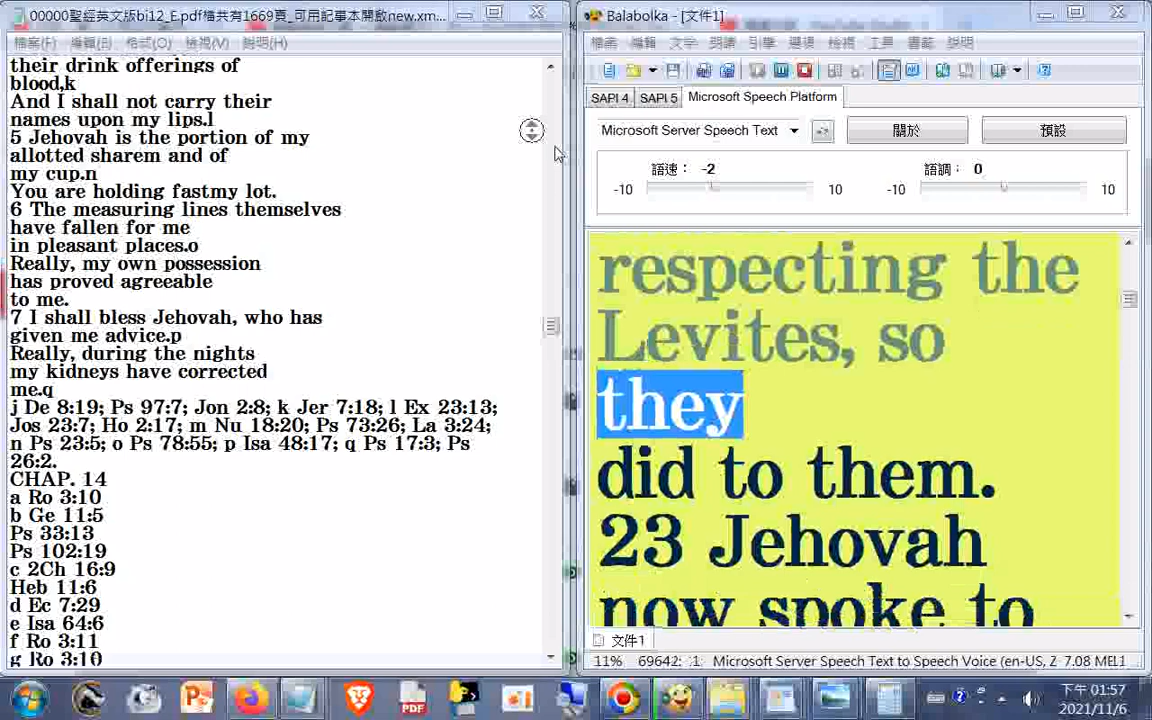 00000聖經英文版bi12_E.pdf檔共有1669頁_可用記事本開啟new.xm...
檔案(F) 編輯(E) 格式(O) 檢視(V) 說明(H)
their drink offerings of
blood,k
And I shall not carry their
names upon my lips.l
5 Jehovah is the portion of my
allotted sharem and of
my cup.n
You are holding fastmy lot.
6 The measuring lines themselves
have fallen for me
in pleasant places.o
Really, my own possession
has proved agreeable
to me.
7 I shall bless Jehovah, who has
given me advice.p
Really, during the nights
my kidneys have corrected
me.q
j De 8:19; Ps 97:7; Jon 2:8; k Jer 7:18; l Ex 23:13;
Jos 23:7; Ho 2:17; m Nu 18:20; Ps 73:26; La 3:24;
n Ps 23:5; o Ps 78:55; p Isa 48:17; q Ps 17:3; Ps
26:2.
CHAP. 14
a Ro 3:10
b Ge 11:5
Ps 33:13
Ps 102:19
c 2Ch 16:9
Heb 11:6
d Ec 7:29
e Isa 64:6
f Ro 3:11
g Ro 3:10
Balabolka - [文件1]
檔案 編輯 文字 朗讀 引擎 選項 檢視 工具 書籤 說明
SAPI 4 SAPI 5 Microsoft Speech Platform
Microsoft Server Speech Text 關於 預設
語速： -2 語調： 0
-10 10 -10 10
respecting the
Levites, so
they
did to them.
23 Jehovah
now spoke to
文件1
11% 69642: :1: Microsoft Server Speech Text to Speech Voice (en-US, Z 7.08 ME
PDF
下午 01:57
2021/11/6